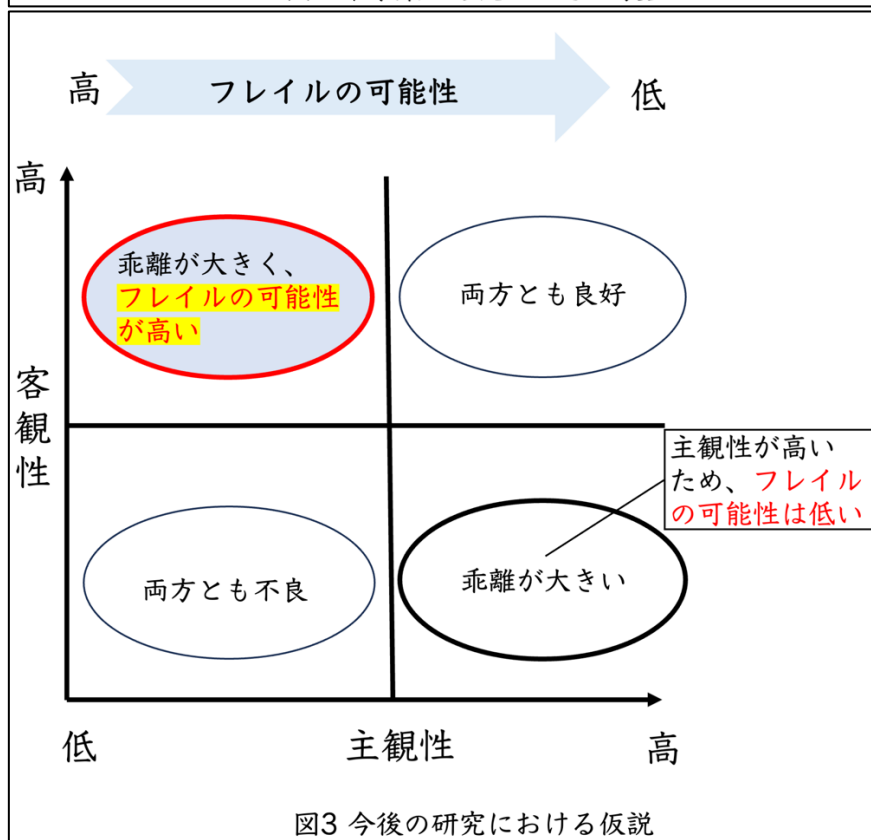 高
フレイルの可能性
低
高
乖離が大きく、
フレイルの可能性
が高い
両方とも良好
客観性
主観性が高い
ため、フレイル
の可能性は低い
両方とも不良
乖離が大きい
低
主観性
高
図3 今後の研究における仮説